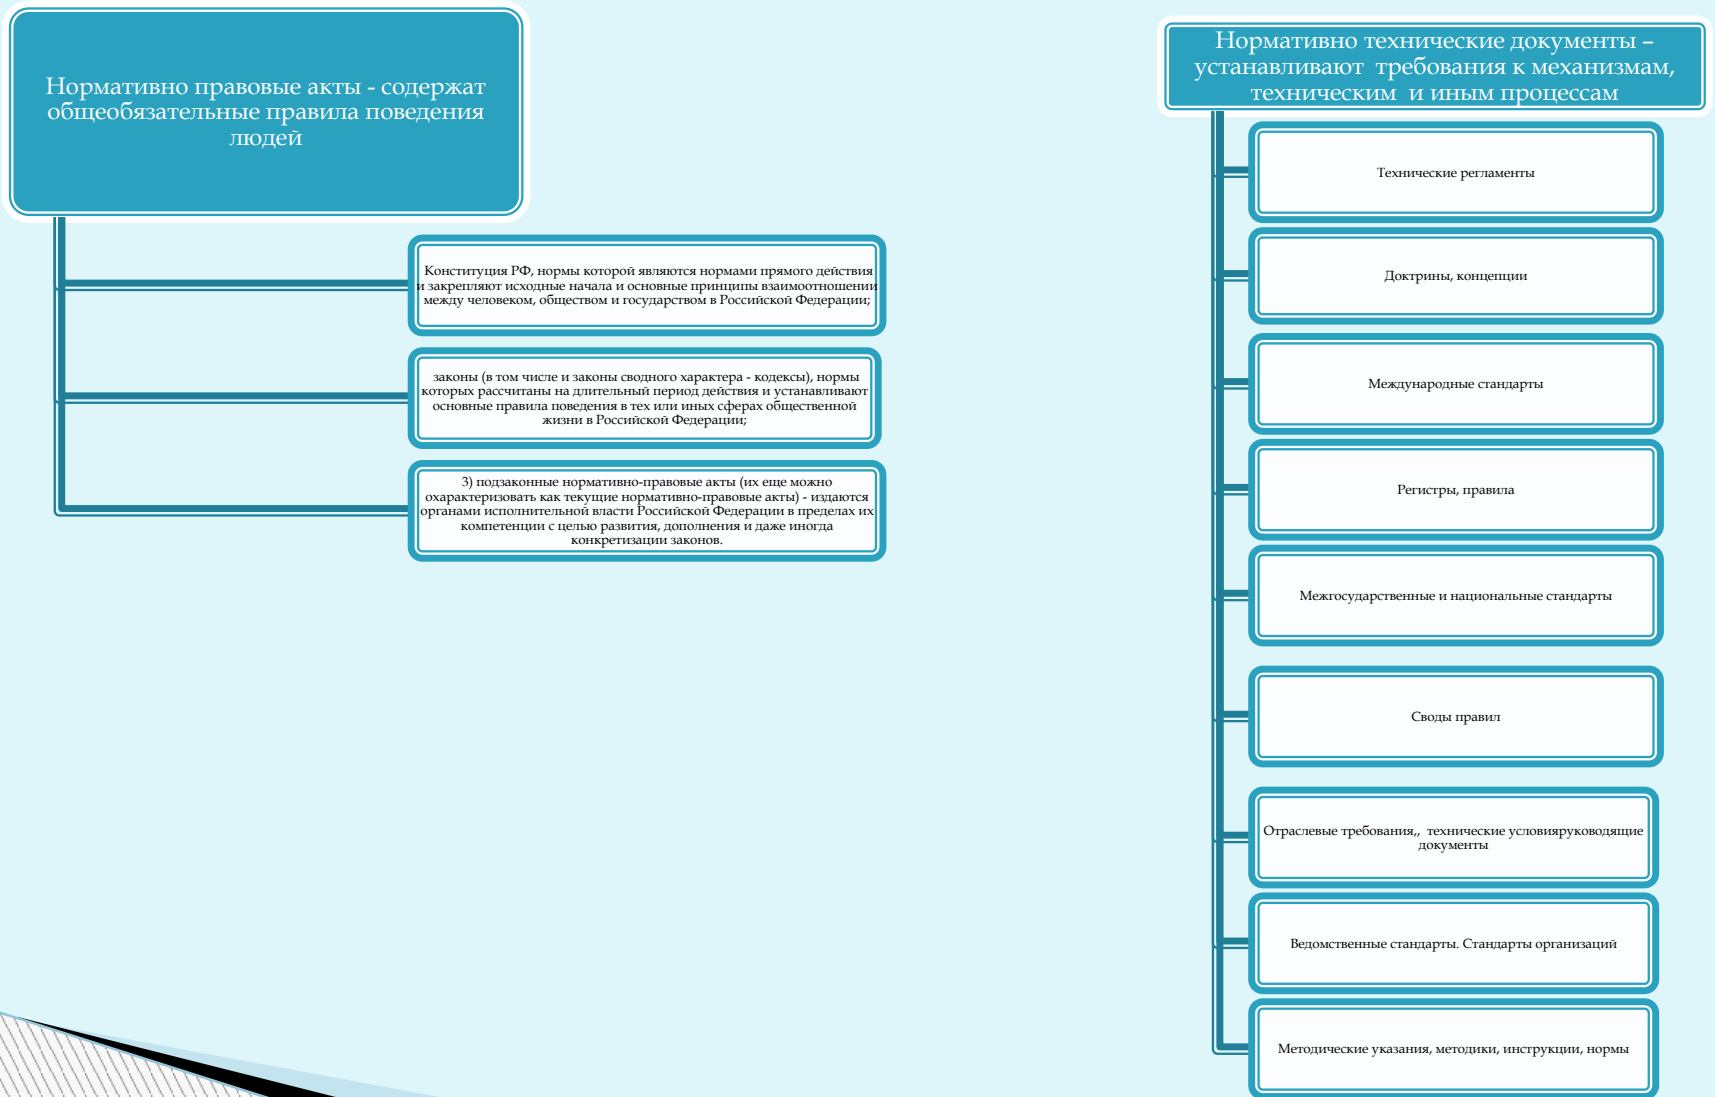 Нормативно правовые акты - содержат
общеобязательные правила поведения
людей
Конституция РФ, нормы которой являются нормами прямого действия
и закрепляют исходные начала и основные принципы взаимоотношении
между человеком, обществом и государством в Российской Федерации;
законы (в том числе и законы сводного характера - кодексы), нормы
которых рассчитаны на длительный период действия и устанавливают
основные правила поведения в тех или иных сферах общественной
жизни в Российской Федерации;
3) подзаконные нормативно-правовые акты (их еще можно
охарактеризовать как текущие нормативно-правовые акты) - издаются
органами исполнительной власти Российской Федерации в пределах их
компетенции с целью развития, дополнения и даже иногда
конкретизации законов.
Нормативно технические документы –
устанавливают требования к механизмам,
техническим и иным процессам
Технические регламенты
Доктрины, концепции
Международные стандарты
Регистры, правила
Межгосударственные и национальные стандарты
Своды правил
Отраслевые требования,, технические условияруководящие
документы
Ведомственные стандарты. Стандарты организаций
Методические указания, методики, инструкции, нормы